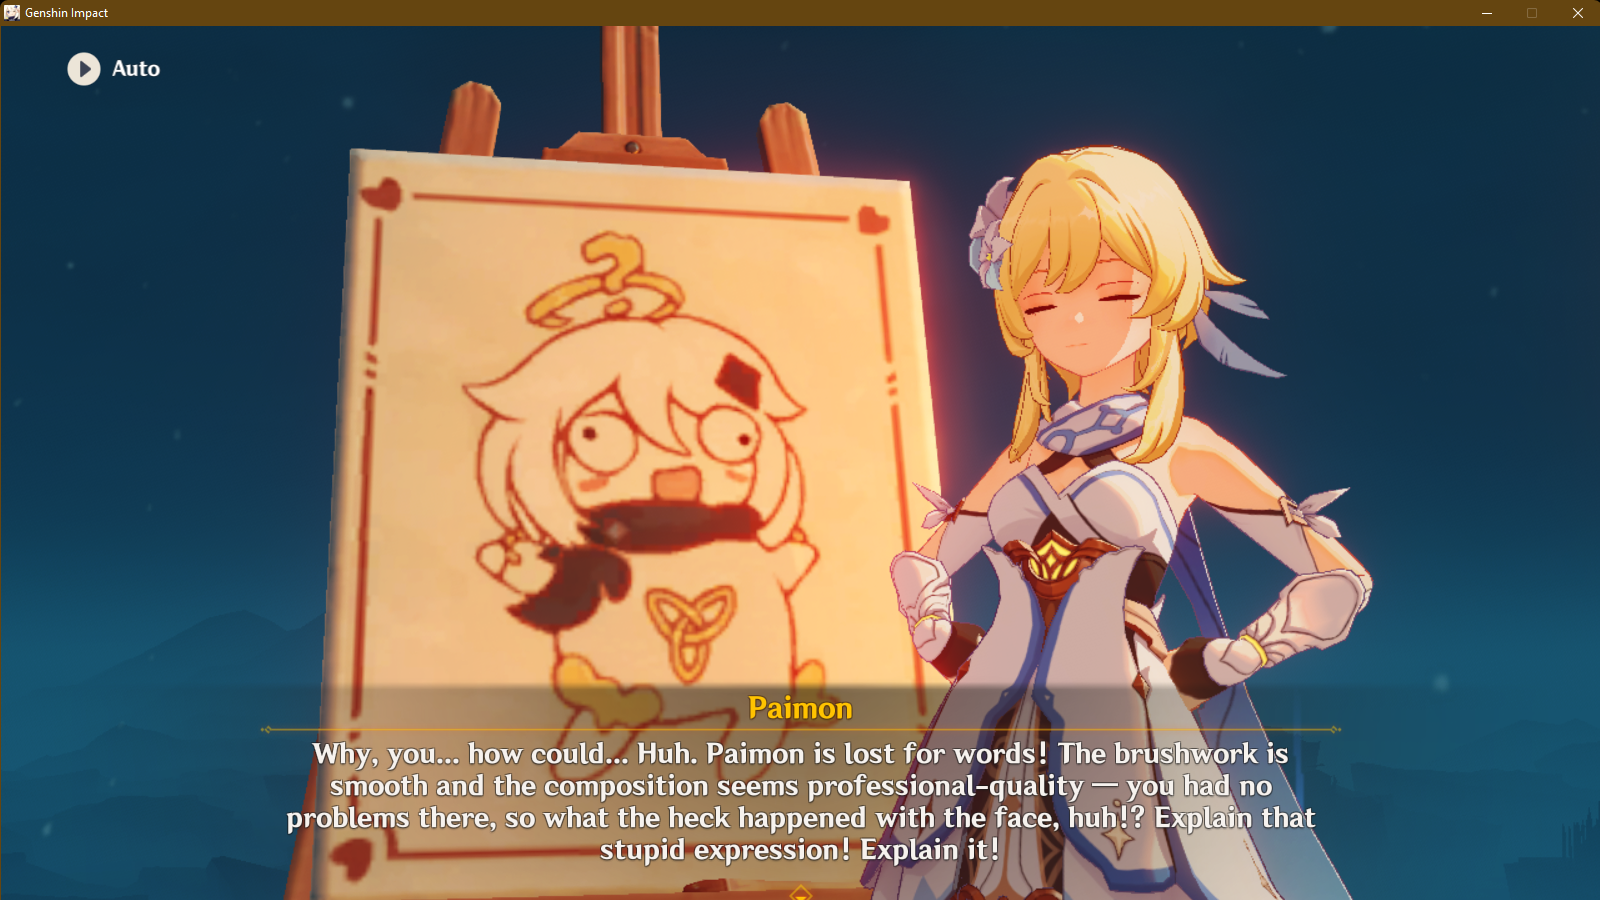 Genshin Impact
Auto
Paimon
Why, you... how could... Huh. Paimon is lost for words! The brushwork is
smooth and the composition seems professional-quality — you had no
problems there, so what the heck happened with the face, huh!? Explain that
stupid expression! Explain it!